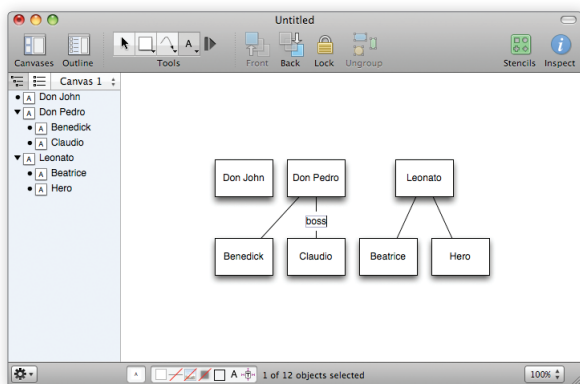 Untitled
Canvases Outline Tools Front Back Lock Ungroup Stencils Inspect
Canvas 1
A Don John
A Don Pedro
A Benedick
A Claudio
A Leonato
A Beatrice
A Hero
Don John Don Pedro Leonato
boss
Benedick Claudio Beatrice Hero
A A 1 of 12 objects selected 100%